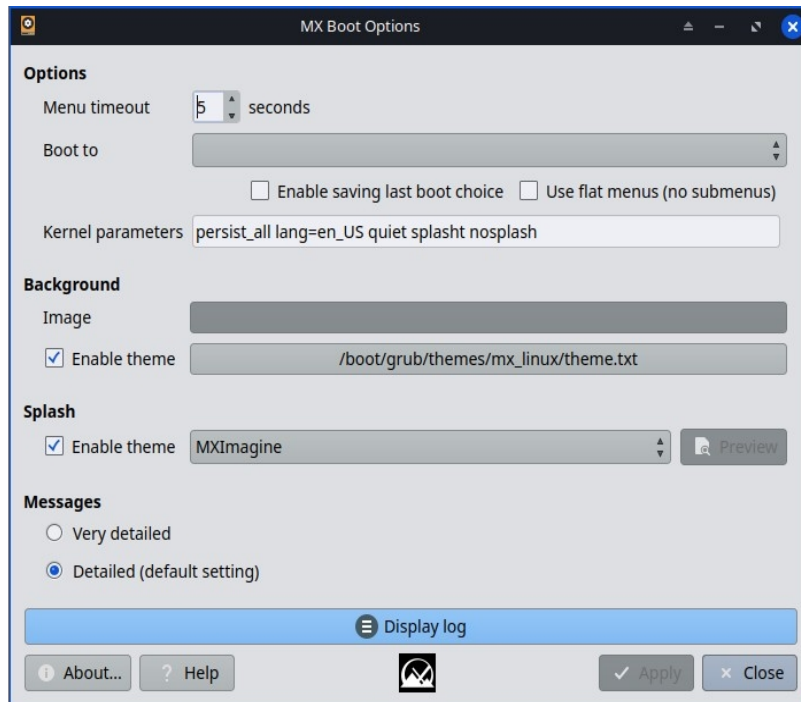 MX Boot Options
Options
Menu timeout 5 seconds
Boot to
Enable saving last boot choice Use flat menus (no submenus)
Kernel parameters persist_all lang=en_US quiet splasht nosplash
Background
Image
Enable theme /boot/grub/themes/mx_linux/theme.txt
Splash
Enable theme MXImagine Preview
Messages
Very detailed
Detailed (default setting)
Display log
About... Help Apply Close